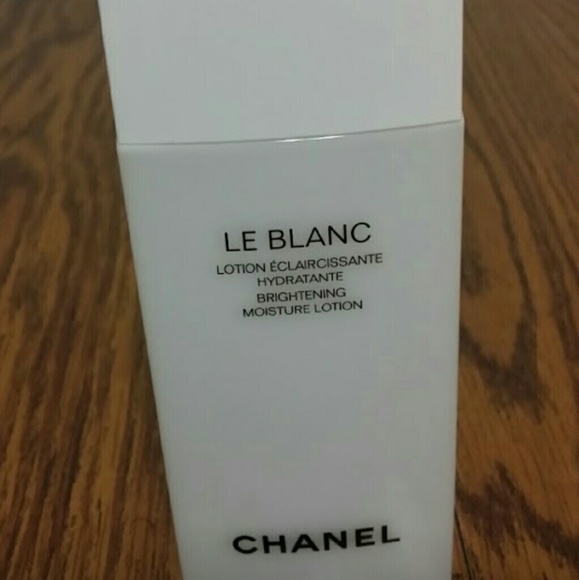 LE BLANC
LOTION ÉCLAIRCISSANTE
HYDRATANTE
BRIGHTENING
MOISTURE LOTION
CHANEL